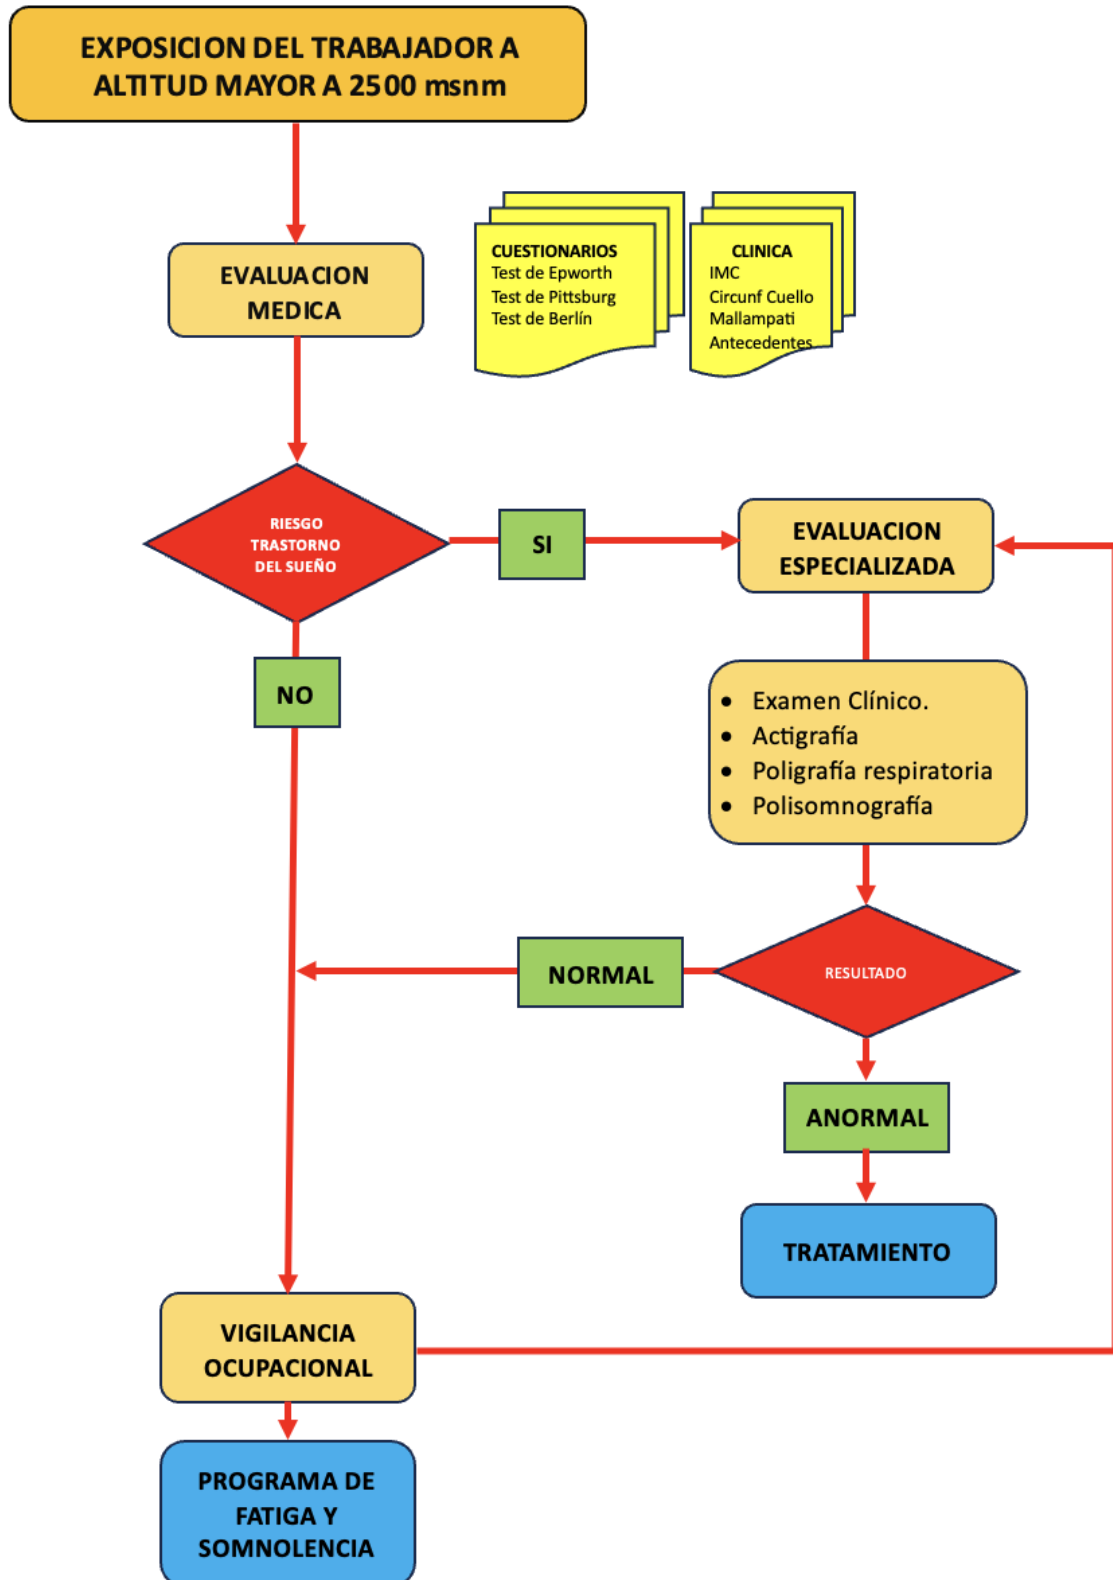 EXPOSICION DEL TRABAJADOR A
ALTITUD MAYOR A 2500 msnm
EVALUACION
MEDICA
CUESTIONARIOS
Test de Epworth
Test de Pittsburg
Test de Berlín
CLINICA
IMC
Circunf Cuello
Mallampati
Antecedentes
RIESGO
TRASTORNO
DEL SUEÑO
SI
EVALUACION
ESPECIALIZADA
NO
• Examen Clínico.
• Actigrafía
• Poligrafía respiratoria
• Polisomnografía
NORMAL
RESULTADO
ANORMAL
TRATAMIENTO
VIGILANCIA
OCUPACIONAL
PROGRAMA DE
FATIGA Y
SOMNOLENCIA